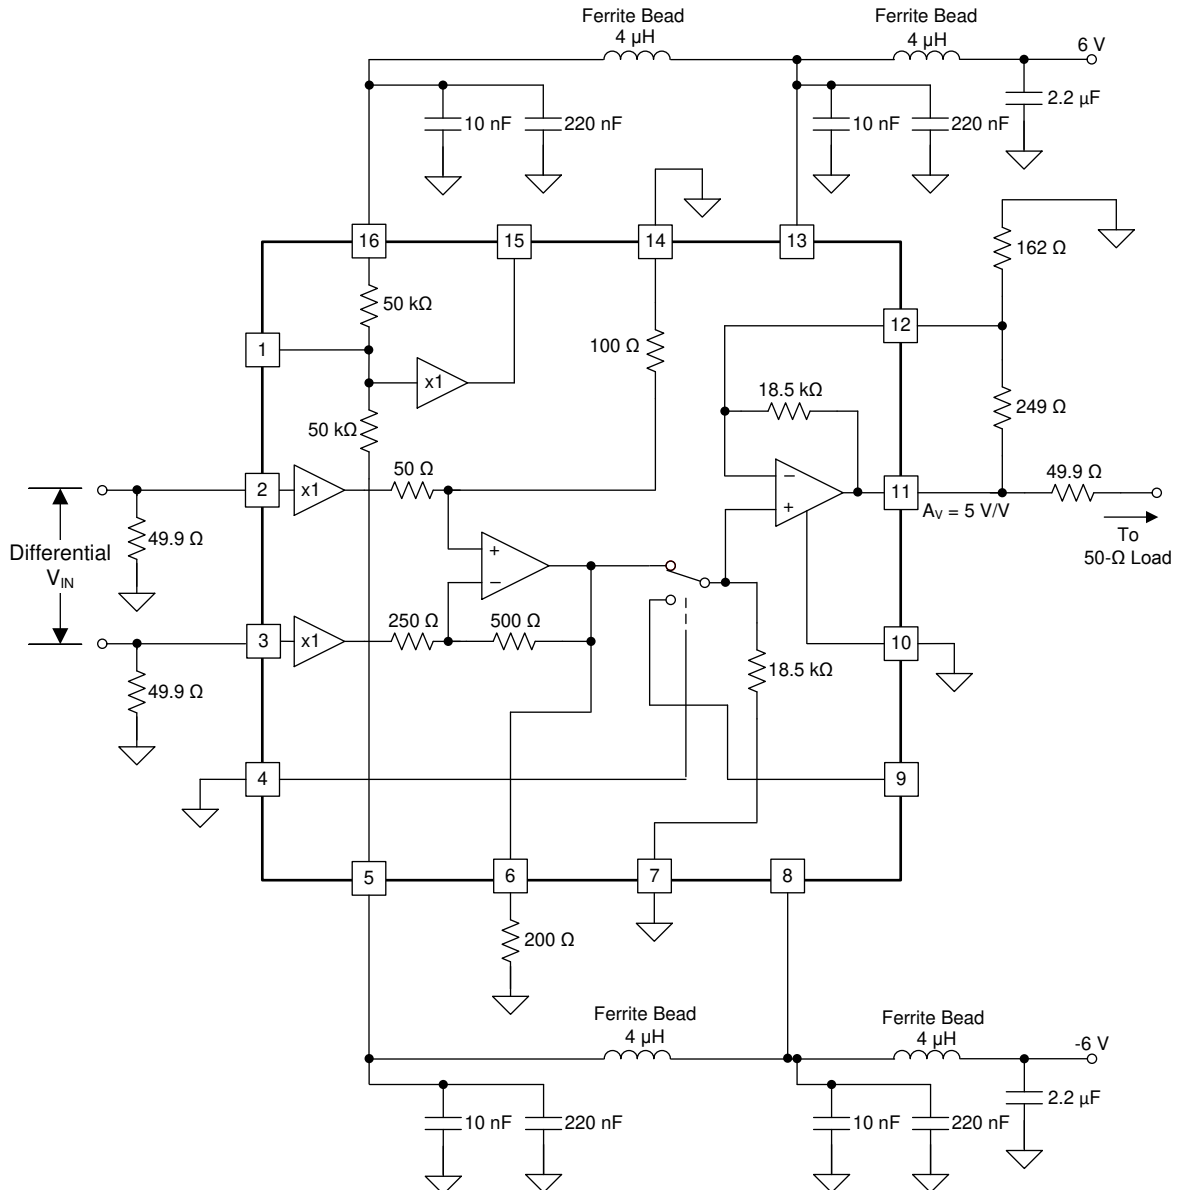 Ferrite Bead
4 µH
Ferrite Bead
4 µH
6 V
10 nF
220 nF
10 nF
220 nF
2.2 µF
16
15
14
13
162 Ω
50 kΩ
12
1
100 Ω
x1
18.5 kΩ
249 Ω
50 kΩ
50 Ω
49.9 Ω
2
x1
−
11
+
A_V = 5 V/V
To
50-Ω Load
49.9 Ω
Differential
V_IN
+
−
250 Ω
500 Ω
3
x1
10
49.9 Ω
18.5 kΩ
4
9
5
6
7
8
200 Ω
Ferrite Bead
4 µH
Ferrite Bead
4 µH
-6 V
10 nF
220 nF
10 nF
220 nF
2.2 µF